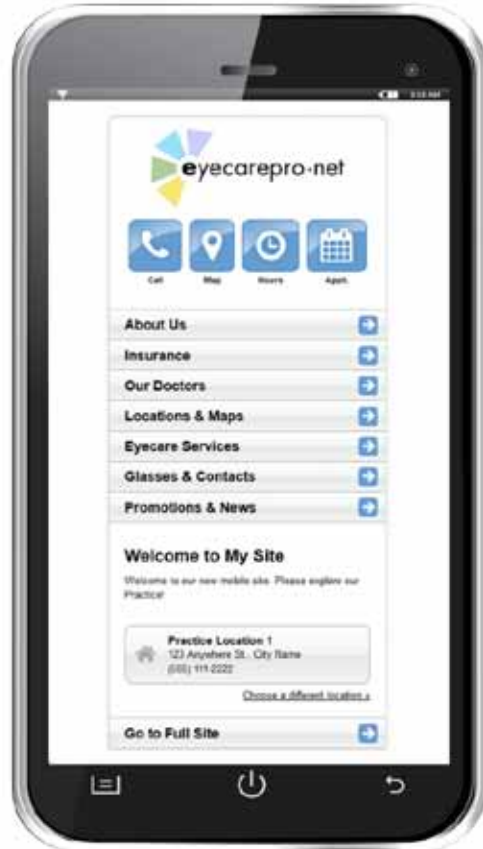 eyecarepro.net
Call Map Hours Appt.
About Us
Insurance
Our Doctors
Locations & Maps
Eyecare Services
Glasses & Contacts
Promotions & News
Welcome to My Site
Welcome to our new mobile site. Please explore our
Practice!
Practice Location 1
123 Anywhere St., City Name
(555) 111-2222
Choose a different location »
Go to Full Site